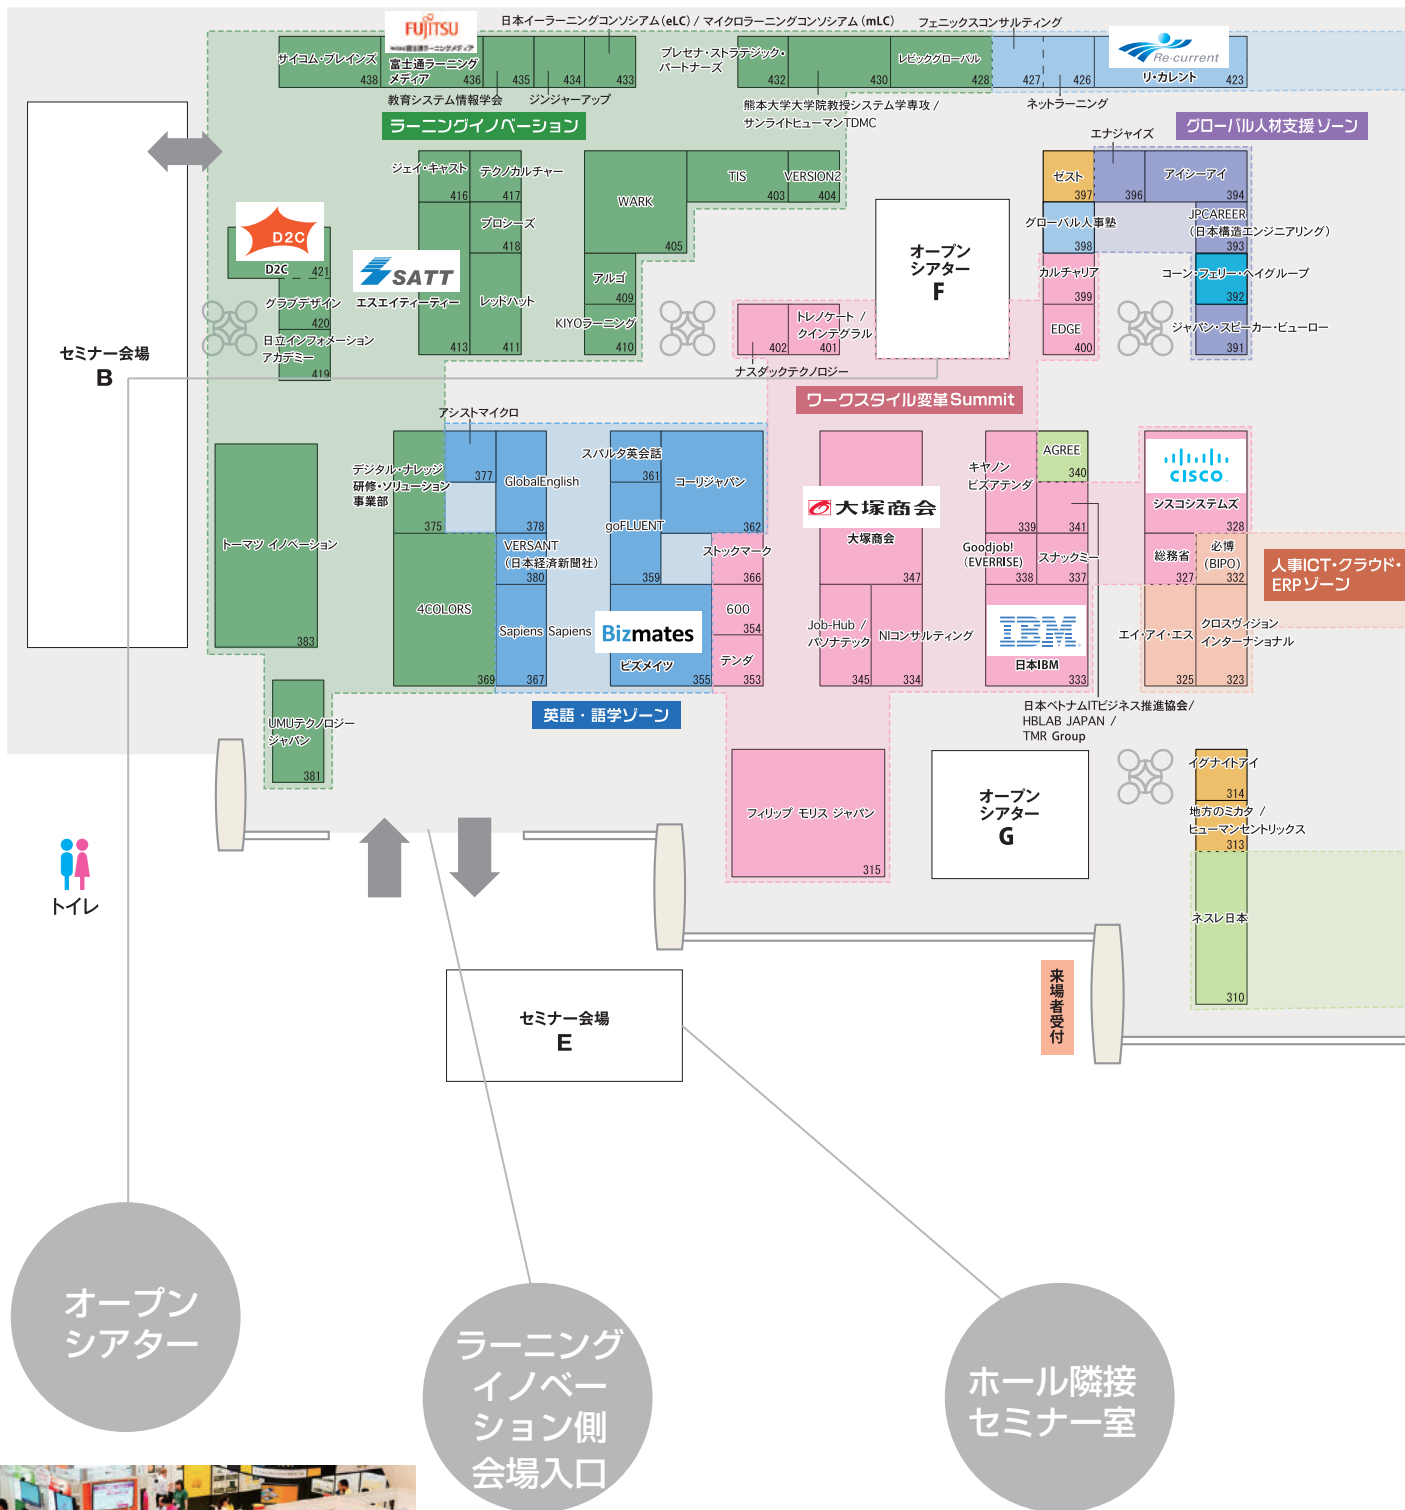 日本イーラーニングコンソシアム(eLC) / マイクロラーニングコンソシアム(mLC)
フェニックスコンサルティング
FUJITSU
サイコム・ブレインズ
438
富士通ラーニング
メディア
436
435
434
433
教育システム情報学会
ジンジャーアップ
プレセナ・ストラテジック・
パートナーズ
432
430
レビックグローバル
428
427
426
Re-current
リ・カレント
423
ネットラーニング
熊本大学大学院教授システム学専攻 /
サンライトヒューマンTDMC
ラーニングイノベーション
グローバル人材支援ゾーン
エナジャイズ
セミナー会場
B
ジェイ・キャスト
416
テクノカルチャー
417
プロシーズ
418
WARK
405
TIS
403
VERSION2
404
ゼスト
397
396
アイシーアイ
394
グローバル人事塾
398
JPCAREER
(日本構造エンジニアリング)
393
D2C
D2C
421
グラブデザイン
420
日立インフォメーション
アカデミー
419
SATT
エスエイティーティー
413
レッドハット
411
アルゴ
409
KIYOラーニング
410
オープン
シアター
F
カルチャリア
399
EDGE
400
コーン・フェリー・ヘイグループ
392
ジャパン・スピーカー・ビューロー
391
402
トレノケート /
クインテグラル
401
ナスダックテクノロジー
ワークスタイル変革Summit
アシストマイクロ
デジタル・ナレッジ
研修・ソリューション
事業部
375
377
GlobalEnglish
378
スパルタ英会話
361
コーリジャパン
362
goFLUENT
359
VERSANT
(日本経済新聞社)
380
ストックマーク
366
トーマツ イノベーション
383
4COLORS
369
Sapiens Sapiens
367
Bizmates
ビズメイツ
355
600
354
テンダ
353
大塚商会
大塚商会
347
Job-Hub /
パソナテック
345
NIコンサルティング
334
キヤノン
ビズアテンダ
339
AGREE
340
341
Goodjob!
(EVERRISE)
338
スナックミー
337
IBM
日本IBM
333
CISCO
シスコシステムズ
328
総務省
327
必博
(BIPO)
332
エイ・アイ・エス
325
クロスヴィジョン
インターナショナル
323
人事ICT・クラウド・
ERPゾーン
英語・語学ゾーン
日本ベトナムITビジネス推進協会/
HBLAB JAPAN /
TMR Group
UMUテクノロジー
ジャパン
381
フィリップ モリス ジャパン
315
オープン
シアター
G
イグナイトアイ
314
地方のミカタ /
ヒューマンセントリックス
313
ネスレ日本
310
トイレ
セミナー会場
E
来場者受付
オープン
シアター
ラーニング
イノベー
ション側
会場入口
ホール隣接
セミナー室